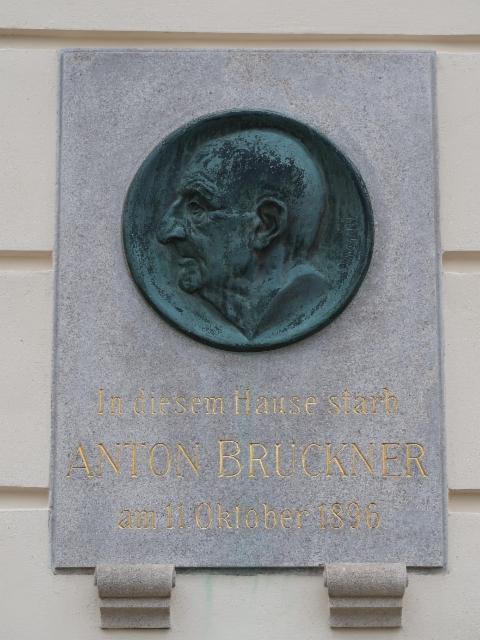 In diesem Hause starb
ANTON BRUCKNER
am 11 Oktober 1896